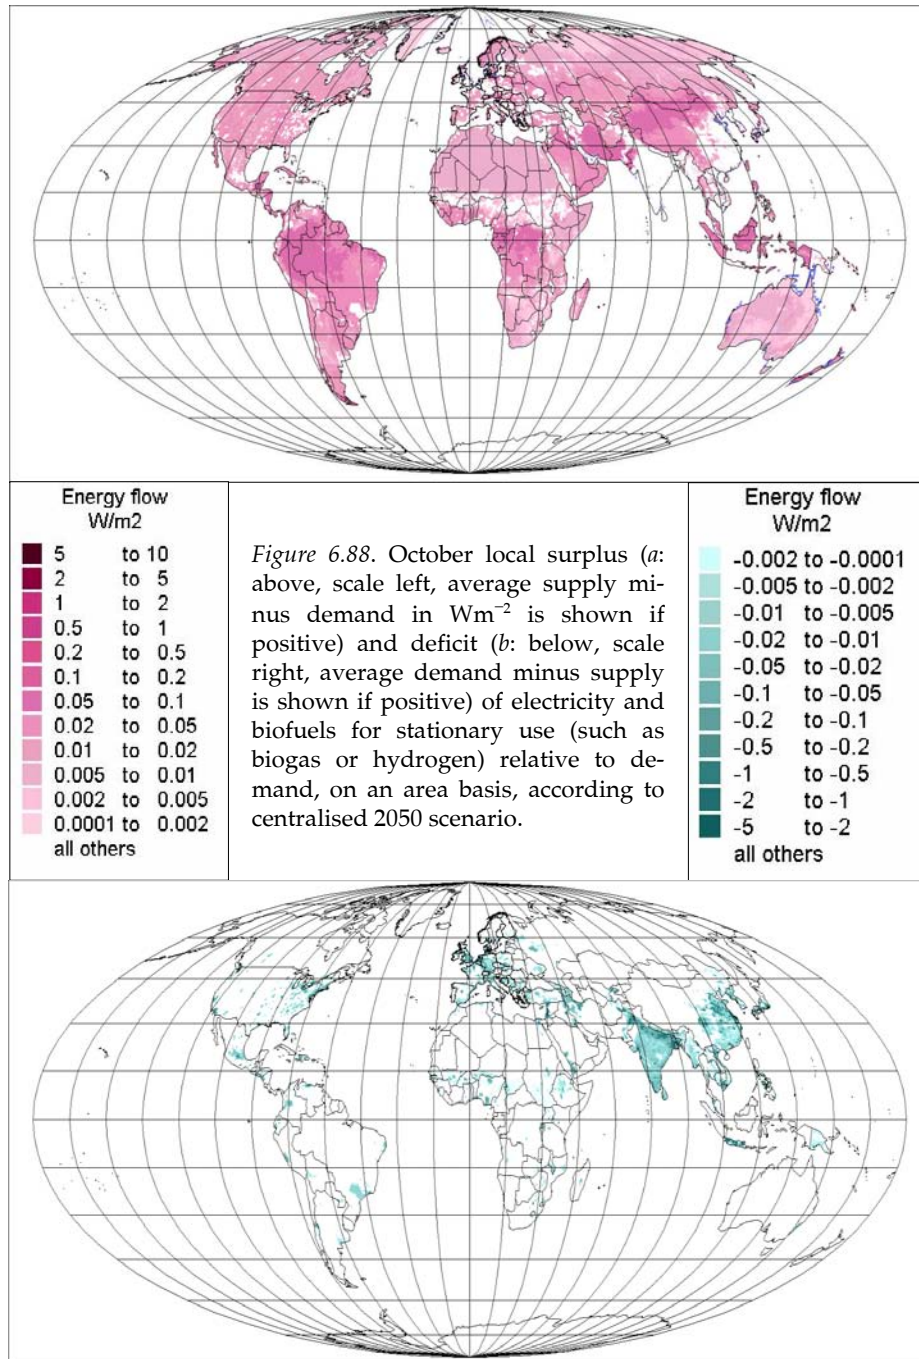 Energy flow
W/m2
5 to 10
2 to 5
1 to 2
0.5 to 1
0.2 to 0.5
0.1 to 0.2
0.05 to 0.1
0.02 to 0.05
0.01 to 0.02
0.005 to 0.01
0.002 to 0.005
0.0001 to 0.002
all others
Figure 6.88. October local surplus (a:
above, scale left, average supply mi-
nus demand in Wm⁻² is shown if
positive) and deficit (b: below, scale
right, average demand minus supply
is shown if positive) of electricity and
biofuels for stationary use (such as
biogas or hydrogen) relative to de-
mand, on an area basis, according to
centralised 2050 scenario.
Energy flow
W/m2
-0.002 to -0.0001
-0.005 to -0.002
-0.01 to -0.005
-0.02 to -0.01
-0.05 to -0.02
-0.1 to -0.05
-0.2 to -0.1
-0.5 to -0.2
-1 to -0.5
-2 to -1
-5 to -2
all others